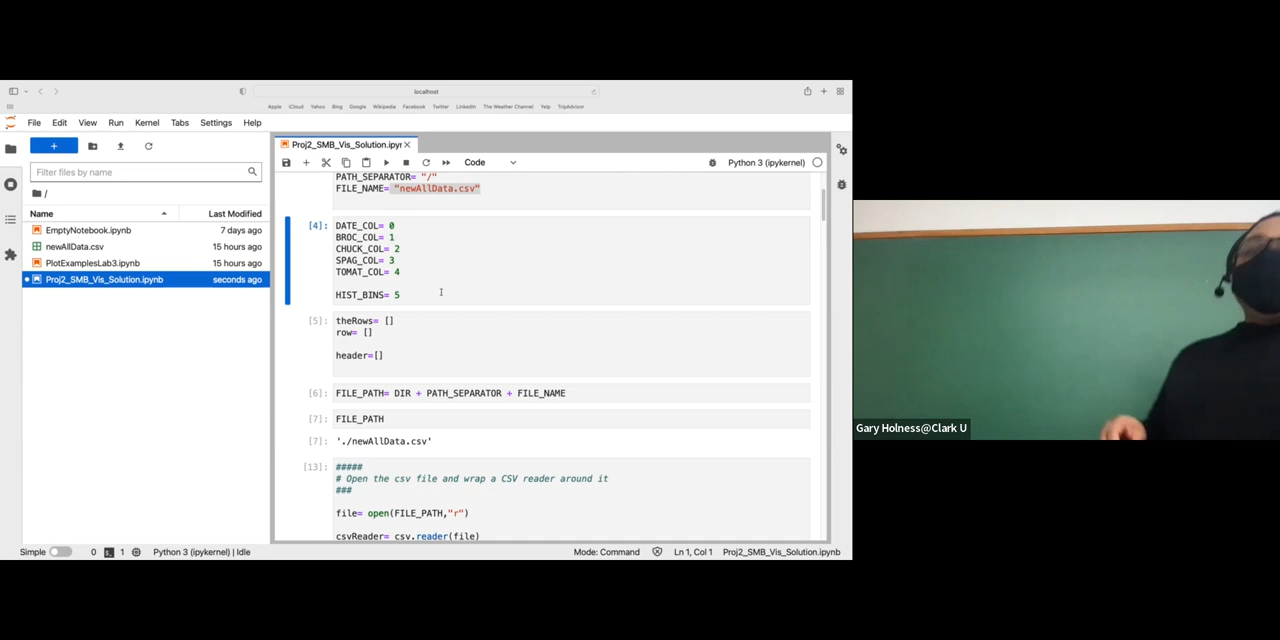 localhost
Apple iCloud Yahoo Bing Google Wikipedia Facebook Twitter LinkedIn The Weather Channel Yelp TripAdvisor
File Edit View Run Kernel Tabs Settings Help
Proj2_SMB_Vis_Solution.ipyr
Code
Python 3 (ipykernel)
Filter files by name
/
Name Last Modified
EmptyNotebook.ipynb 7 days ago
newAllData.csv 15 hours ago
PlotExamplesLab3.ipynb 15 hours ago
Proj2_SMB_Vis_Solution.ipynb seconds ago
PATH_SEPARATOR= "/"
FILE_NAME= "newAllData.csv"
[4]: DATE_COL= 0
BROC_COL= 1
CHUCK_COL= 2
SPAG_COL= 3
TOMAT_COL= 4
HIST_BINS= 5
[5]: theRows= []
row= []
header=[]
[6]: FILE_PATH= DIR + PATH_SEPARATOR + FILE_NAME
[7]: FILE_PATH
[7]: './newAllData.csv'
[13]: #####
# Open the csv file and wrap a CSV reader around it
###
file= open(FILE_PATH,"r")
csvReader= csv.reader(file)
Simple 0 1 Python 3 (ipykernel) | Idle Mode: Command Ln 1, Col 1 Proj2_SMB_Vis_Solution.ipynb
Gary Holness@Clark U